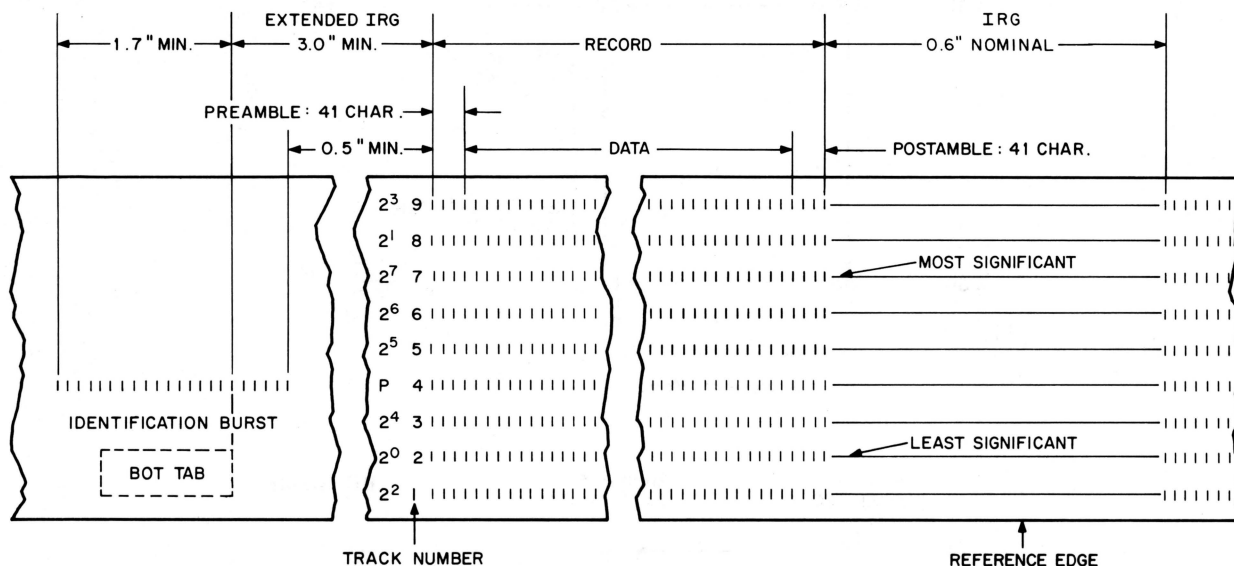 EXTENDED IRG
IRG
1.7" MIN.
3.0" MIN.
RECORD
0.6" NOMINAL
PREAMBLE: 41 CHAR.
0.5" MIN.
DATA
POSTAMBLE: 41 CHAR.
2³ 9
2¹ 8
2⁷ 7
MOST SIGNIFICANT
2⁶ 6
2⁵ 5
P 4
IDENTIFICATION BURST
2⁴ 3
BOT TAB
2⁰ 2
LEAST SIGNIFICANT
2² 1
TRACK NUMBER
REFERENCE EDGE